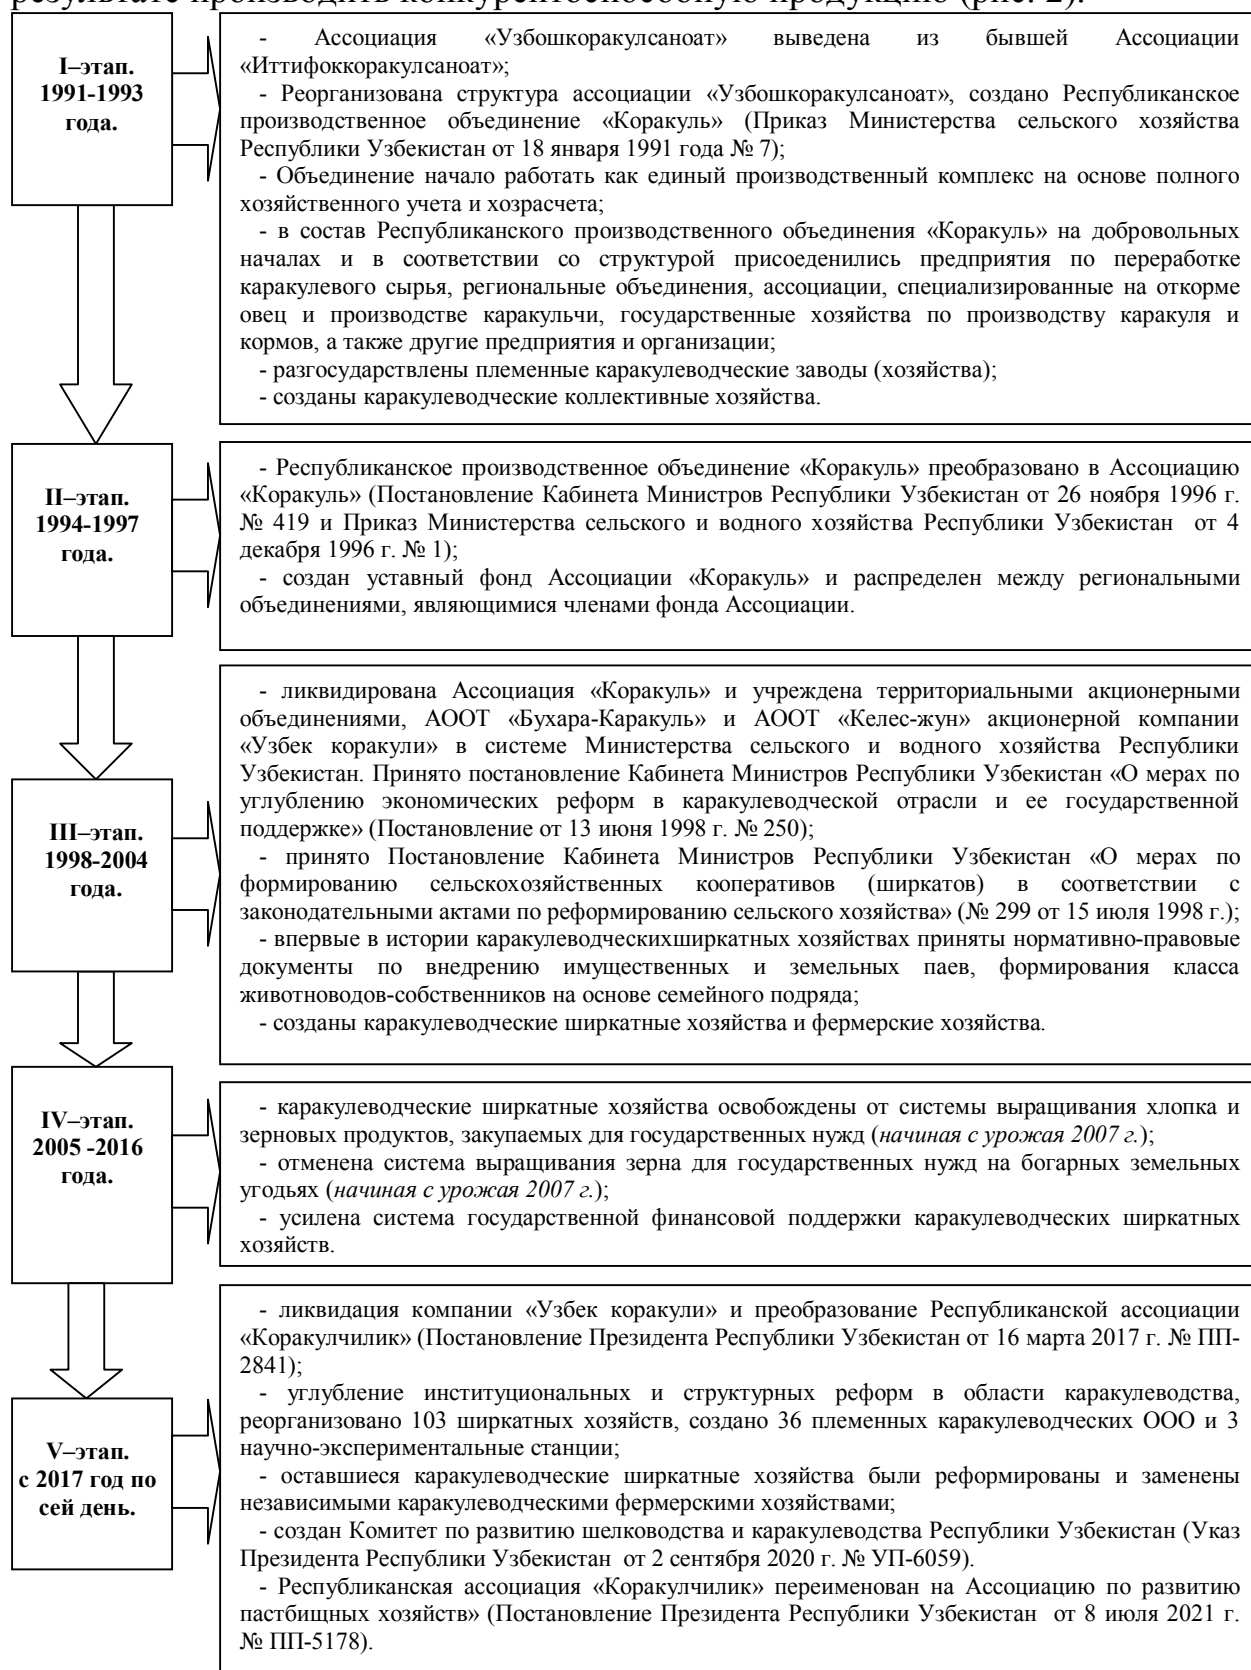 результате производить конкурентоспособную продукцию (рис. 2).
I–этап.
1991-1993
года.
- Ассоциация «Узбошкоракулсаноат» выведена из бывшей Ассоциации
«Иттифоккоракулсаноат»;
- Реорганизована структура ассоциации «Узбошкоракулсаноат», создано Республиканское
производственное объединение «Коракуль» (Приказ Министерства сельского хозяйства
Республики Узбекистан от 18 января 1991 года № 7);
- Объединение начало работать как единый производственный комплекс на основе полного
хозяйственного учета и хозрасчета;
- в состав Республиканского производственного объединения «Коракуль» на добровольных
началах и в соответствии со структурой присоеденились предприятия по переработке
каракулевого сырья, региональные объединения, ассоциации, специализированные на откорме
овец и производстве каракульчи, государственные хозяйства по производству каракуля и
кормов, а также другие предприятия и организации;
- разгосударствлены племенные каракулеводческие заводы (хозяйства);
- созданы каракулеводческие коллективные хозяйства.
II–этап.
1994-1997
года.
- Республиканское производственное объединение «Коракуль» преобразовано в Ассоциацию
«Коракуль» (Постановление Кабинета Министров Республики Узбекистан от 26 ноября 1996 г.
№ 419 и Приказ Министерства сельского и водного хозяйства Республики Узбекистан от 4
декабря 1996 г. № 1);
- создан уставный фонд Ассоциации «Коракуль» и распределен между региональными
объединениями, являющимися членами фонда Ассоциации.
III–этап.
1998-2004
года.
- ликвидирована Ассоциация «Коракуль» и учреждена территориальными акционерными
объединениями, АООТ «Бухара-Каракуль» и АООТ «Келес-жун» акционерной компании
«Узбек коракули» в системе Министерства сельского и водного хозяйства Республики
Узбекистан. Принято постановление Кабинета Министров Республики Узбекистан «О мерах по
углублению экономических реформ в каракулеводческой отрасли и ее государственной
поддержке» (Постановление от 13 июня 1998 г. № 250);
- принято Постановление Кабинета Министров Республики Узбекистан «О мерах по
формированию сельскохозяйственных кооперативов (ширкатов) в соответствии с
законодательными актами по реформированию сельского хозяйства» (№ 299 от 15 июля 1998 г.);
- впервые в истории каракулеводческихширкатных хозяйствах приняты нормативно-правовые
документы по внедрению имущественных и земельных паев, формирования класса
животноводов-собственников на основе семейного подряда;
- созданы каракулеводческие ширкатные хозяйства и фермерские хозяйства.
IV–этап.
2005 -2016
года.
- каракулеводческие ширкатные хозяйства освобождены от системы выращивания хлопка и
зерновых продуктов, закупаемых для государственных нужд (начиная с урожая 2007 г.);
- отменена система выращивания зерна для государственных нужд на богарных земельных
угодьях (начиная с урожая 2007 г.);
- усилена система государственной финансовой поддержки каракулеводческих ширкатных
хозяйств.
V–этап.
с 2017 год по
сей день.
- ликвидация компании «Узбек коракули» и преобразование Республиканской ассоциации
«Коракулчилик» (Постановление Президента Республики Узбекистан от 16 марта 2017 г. № ПП-
2841);
- углубление институциональных и структурных реформ в области каракулеводства,
реорганизовано 103 ширкатных хозяйств, создано 36 племенных каракулеводческих ООО и 3
научно-экспериментальные станции;
- оставшиеся каракулеводческие ширкатные хозяйства были реформированы и заменены
независимыми каракулеводческими фермерскими хозяйствами;
- создан Комитет по развитию шелководства и каракулеводства Республики Узбекистан (Указ
Президента Республики Узбекистан от 2 сентября 2020 г. № УП-6059).
- Республиканская ассоциация «Коракулчилик» переименован на Ассоциацию по развитию
пастбищных хозяйств» (Постановление Президента Республики Узбекистан от 8 июля 2021 г.
№ ПП-5178).